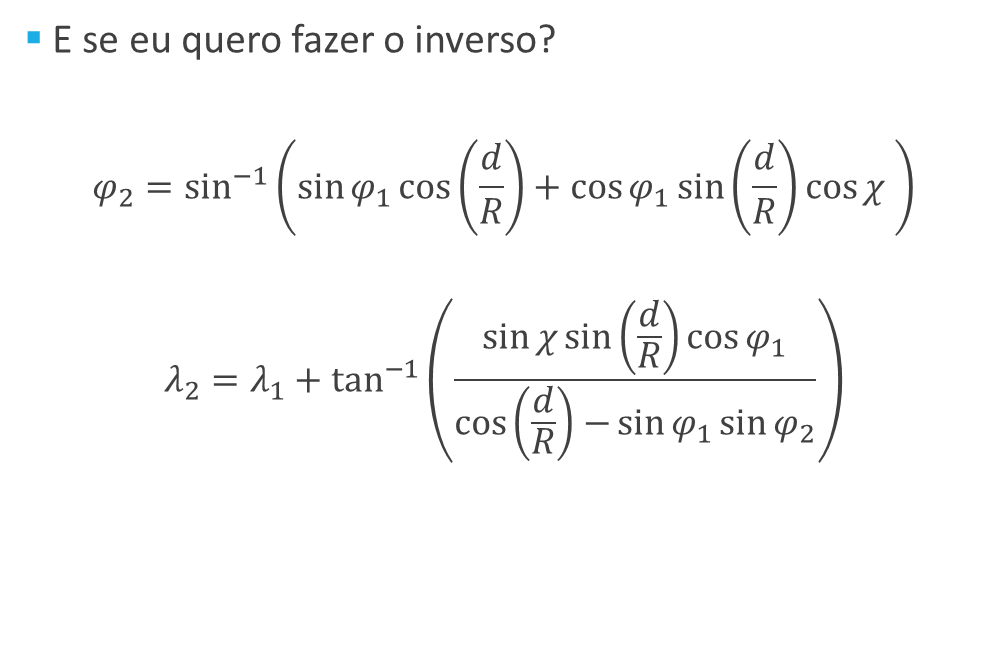 ▪ E se eu quero fazer o inverso?
φ₂ = sin⁻¹ ( sin φ₁ cos (d/R) + cos φ₁ sin (d/R) cos χ )
λ₂ = λ₁ + tan⁻¹ ( (sin χ sin (d/R) cos φ₁) / (cos (d/R) − sin φ₁ sin φ₂) )